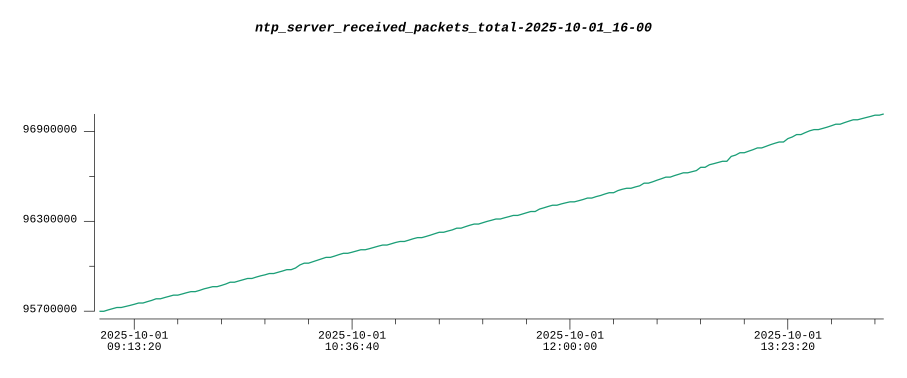 ntp_server_received_packets_total-2025-10-01_16-00
96900000
96300000
95700000
2025-10-01 2025-10-01 2025-10-01 2025-10-01
09:13:20 10:36:40 12:00:00 13:23:20